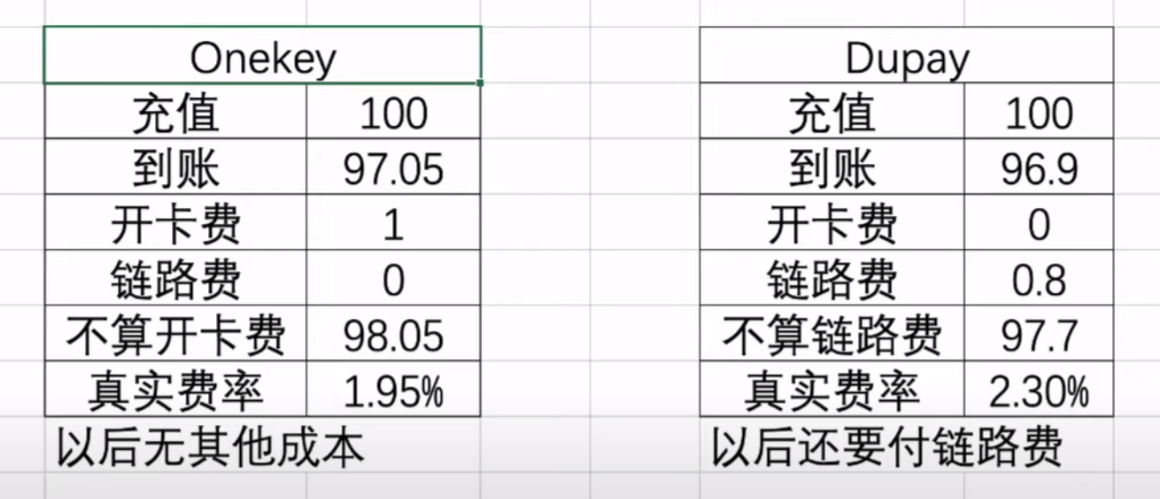 Onekey
充值 100
到账 97.05
开卡费 1
链路费 0
不算开卡费 98.05
真实费率 1.95%
以后无其他成本
Dupay
充值 100
到账 96.9
开卡费 0
链路费 0.8
不算链路费 97.7
真实费率 2.30%
以后还要付链路费